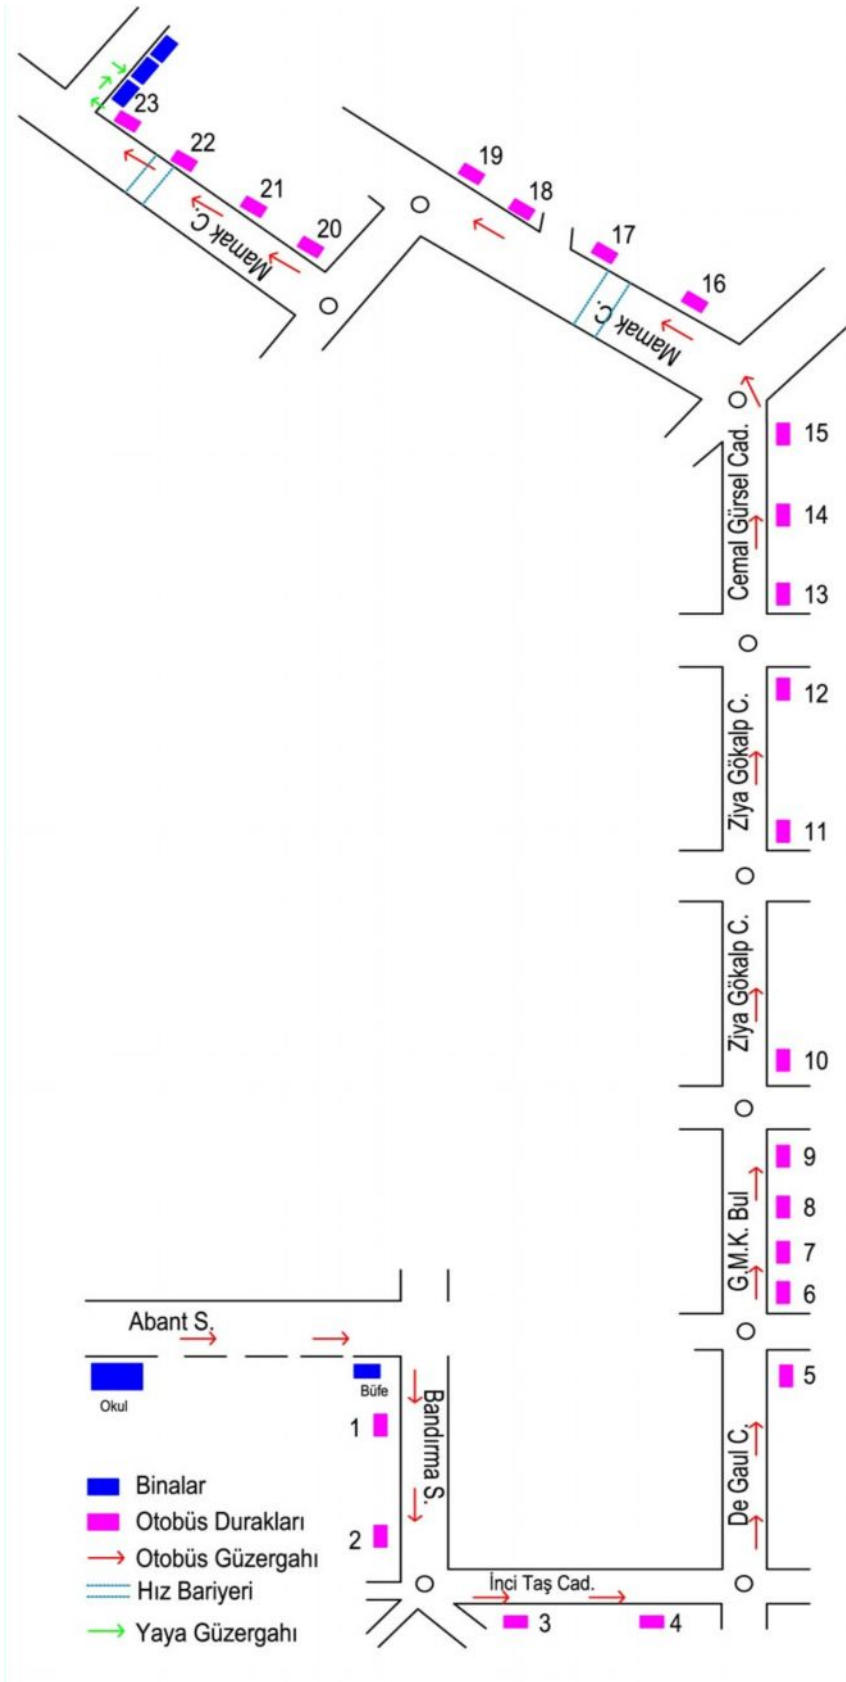 23
22
21
20
Mamak C.
19
18
17
16
Mamak C.
15
14
13
Cemal Gürsel Cad.
12
11
Ziya Gökalp C.
Ziya Gökalp C.
10
9
8
7
6
G.M.K. Bul
5
De Gaul C.
Abant S.
Okul
Büfe
1
2
Bandırma S.
İnci Taş Cad.
3
4
Binalar
Otobüs Durakları
Otobüs Güzergahı
Hız Bariyeri
Yaya Güzergahı